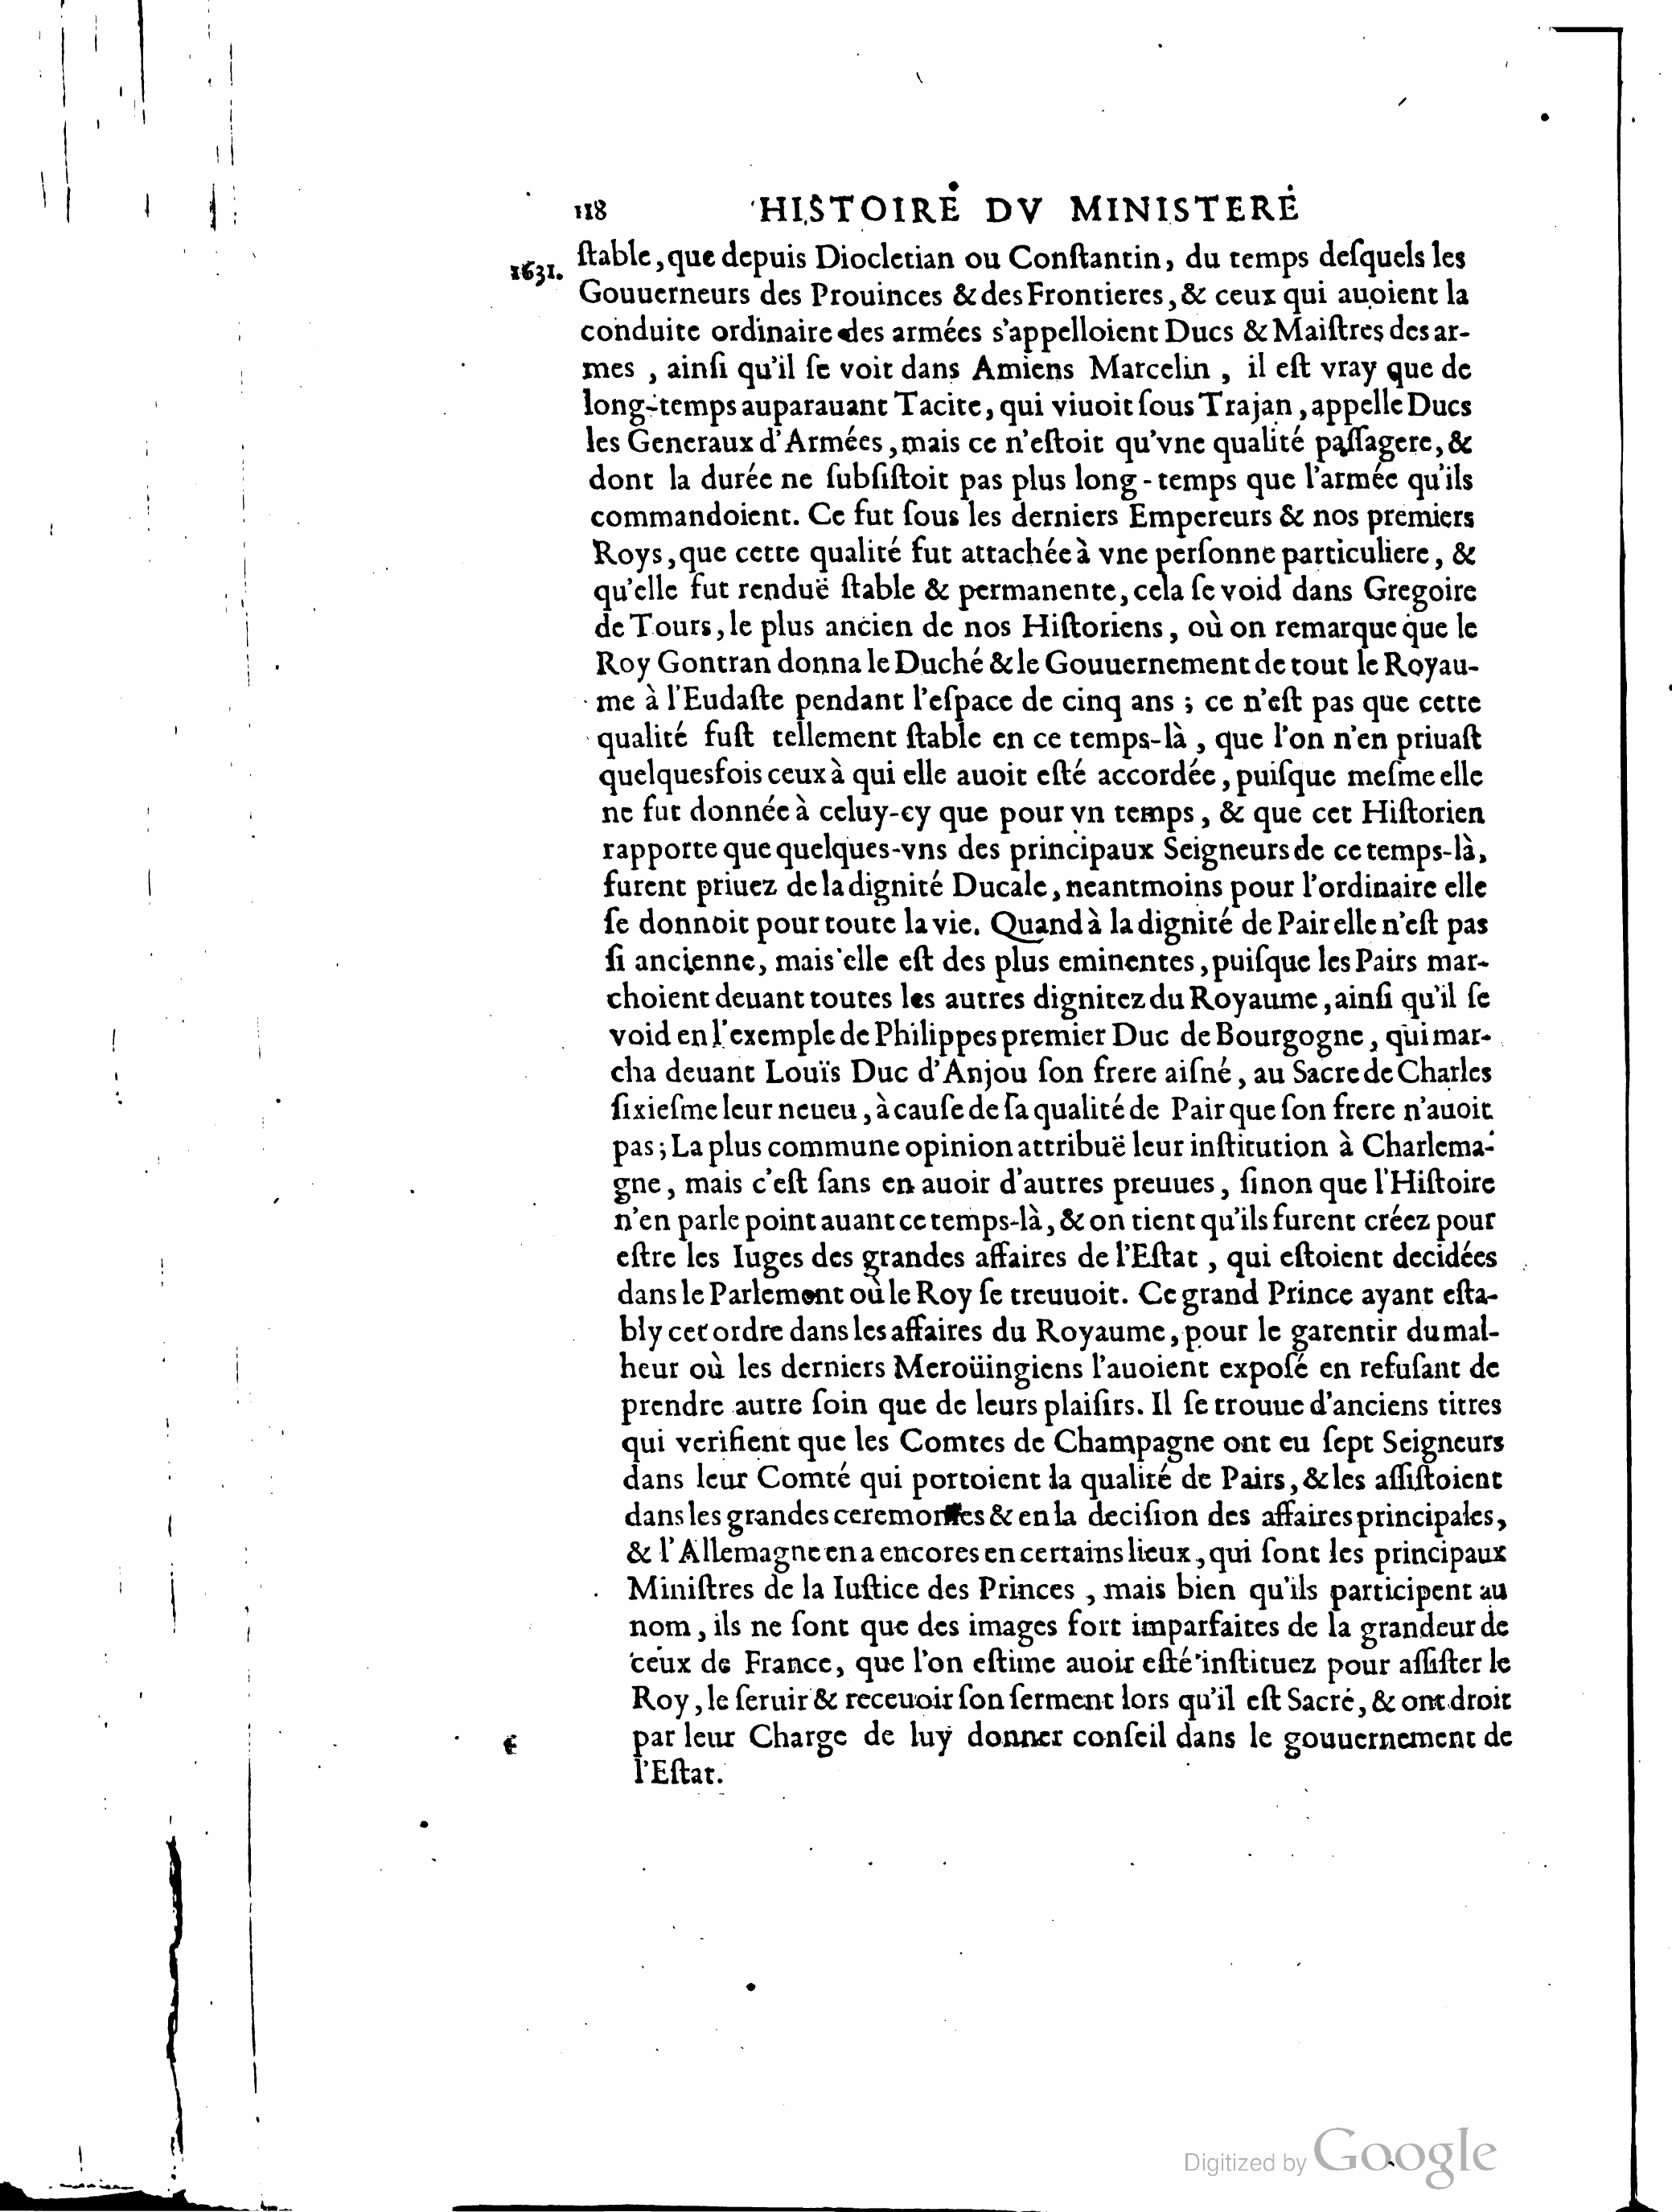 118 HISTOIRE DV MINISTERE
1631.
ſtable, que depuis Diocletian ou Conſtantin, du temps deſquels les
Gouuerneurs des Prouinces & des Frontieres, & ceux qui auoient la
conduite ordinaire des armées s'appelloient Ducs & Maiſtres des ar-
mes, ainſi qu'il ſe voit dans Amiens Marcelin, il eſt vray que de
long-temps auparauant Tacite, qui viuoit ſous Trajan, appelle Ducs
les Generaux d'Armées, mais ce n'eſtoit qu'vne qualité paſſagere, &
dont la durée ne ſubſiſtoit pas plus long-temps que l'armée qu'ils
commandoient. Ce fut ſous les derniers Empereurs & nos premiers
Roys, que cette qualité fut attachée à vne perſonne particuliere, &
qu'elle fut renduë ſtable & permanente, cela ſe void dans Gregoire
de Tours, le plus ancien de nos Hiſtoriens, où on remarque que le
Roy Gontran donna le Duché & le Gouuernement de tout le Royau-
me à l'Eudaſte pendant l'eſpace de cinq ans ; ce n'eſt pas que cette
qualité fuſt tellement ſtable en ce temps-là, que l'on n'en priuaſt
quelquesfois ceux à qui elle auoit eſté accordée, puiſque meſme elle
ne fut donnée à celuy-cy que pour vn temps, & que cet Hiſtorien
rapporte que quelques-vns des principaux Seigneurs de ce temps-là,
furent priuez de la dignité Ducale, neantmoins pour l'ordinaire elle
ſe donnoit pour toute la vie. Quand à la dignité de Pair elle n'eſt pas
ſi ancienne, mais elle eſt des plus eminentes, puiſque les Pairs mar-
choient deuant toutes les autres dignitez du Royaume, ainſi qu'il ſe
void en l'exemple de Philippes premier Duc de Bourgogne, qui mar-
cha deuant Louïs Duc d'Anjou ſon frere aiſné, au Sacre de Charles
ſixieſme leur neueu, à cauſe de ſa qualité de Pair que ſon frere n'auoit
pas ; La plus commune opinion attribuë leur inſtitution à Charlema-
gne, mais c'eſt ſans en auoir d'autres preuues, ſinon que l'Hiſtoire
n'en parle point auant ce temps-là, & on tient qu'ils furent créez pour
eſtre les Iuges des grandes affaires de l'Eſtat, qui eſtoient decidées
dans le Parlement où le Roy ſe treuuoit. Ce grand Prince ayant eſta-
bly cet ordre dans les affaires du Royaume, pour le garentir du mal-
heur où les derniers Meroüingiens l'auoient expoſé en refuſant de
prendre autre ſoin que de leurs plaiſirs. Il ſe trouue d'anciens titres
qui verifient que les Comtes de Champagne ont eu ſept Seigneurs
dans leur Comté qui portoient la qualité de Pairs, & les aſſiſtoient
dans les grandes ceremonies & en la deciſion des affaires principales,
& l'Allemagne en a encores en certains lieux, qui ſont les principaux
Miniſtres de la Iuſtice des Princes, mais bien qu'ils participent au
nom, ils ne ſont que des images fort imparfaites de la grandeur de
ceux de France, que l'on eſtime auoir eſté inſtituez pour aſſiſter le
Roy, le ſeruir & receuoir ſon ſerment lors qu'il eſt Sacré, & ont droit
par leur Charge de luy donner conſeil dans le gouuernement de
l'Eſtat.
Digitized by Google